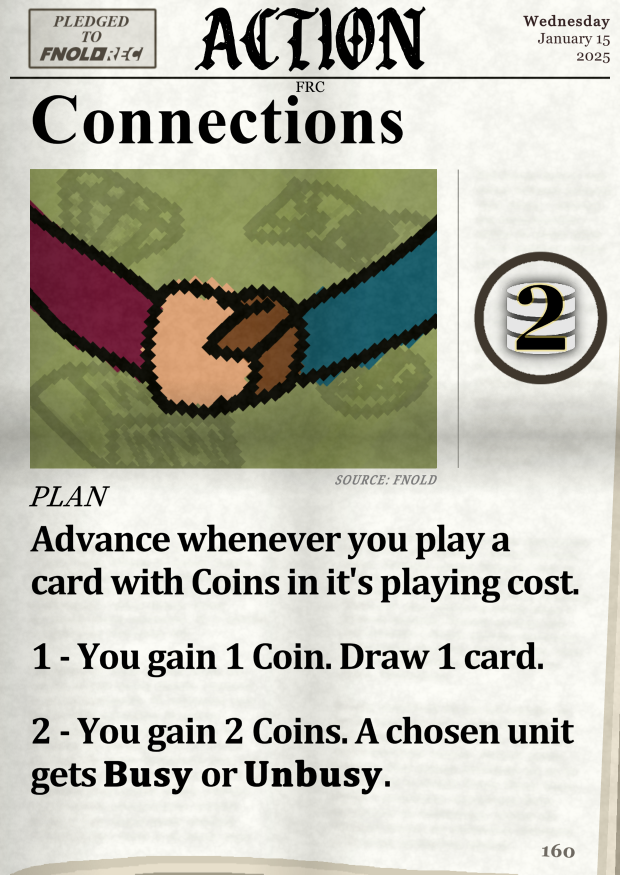 PLEDGED
TO
FNOLD REC
ACTION
Wednesday
January 15
2025
FRC
Connections
2
SOURCE: FNOLD
PLAN
Advance whenever you play a
card with Coins in it's playing cost.
1 - You gain 1 Coin. Draw 1 card.
2 - You gain 2 Coins. A chosen unit
gets Busy or Unbusy.
160